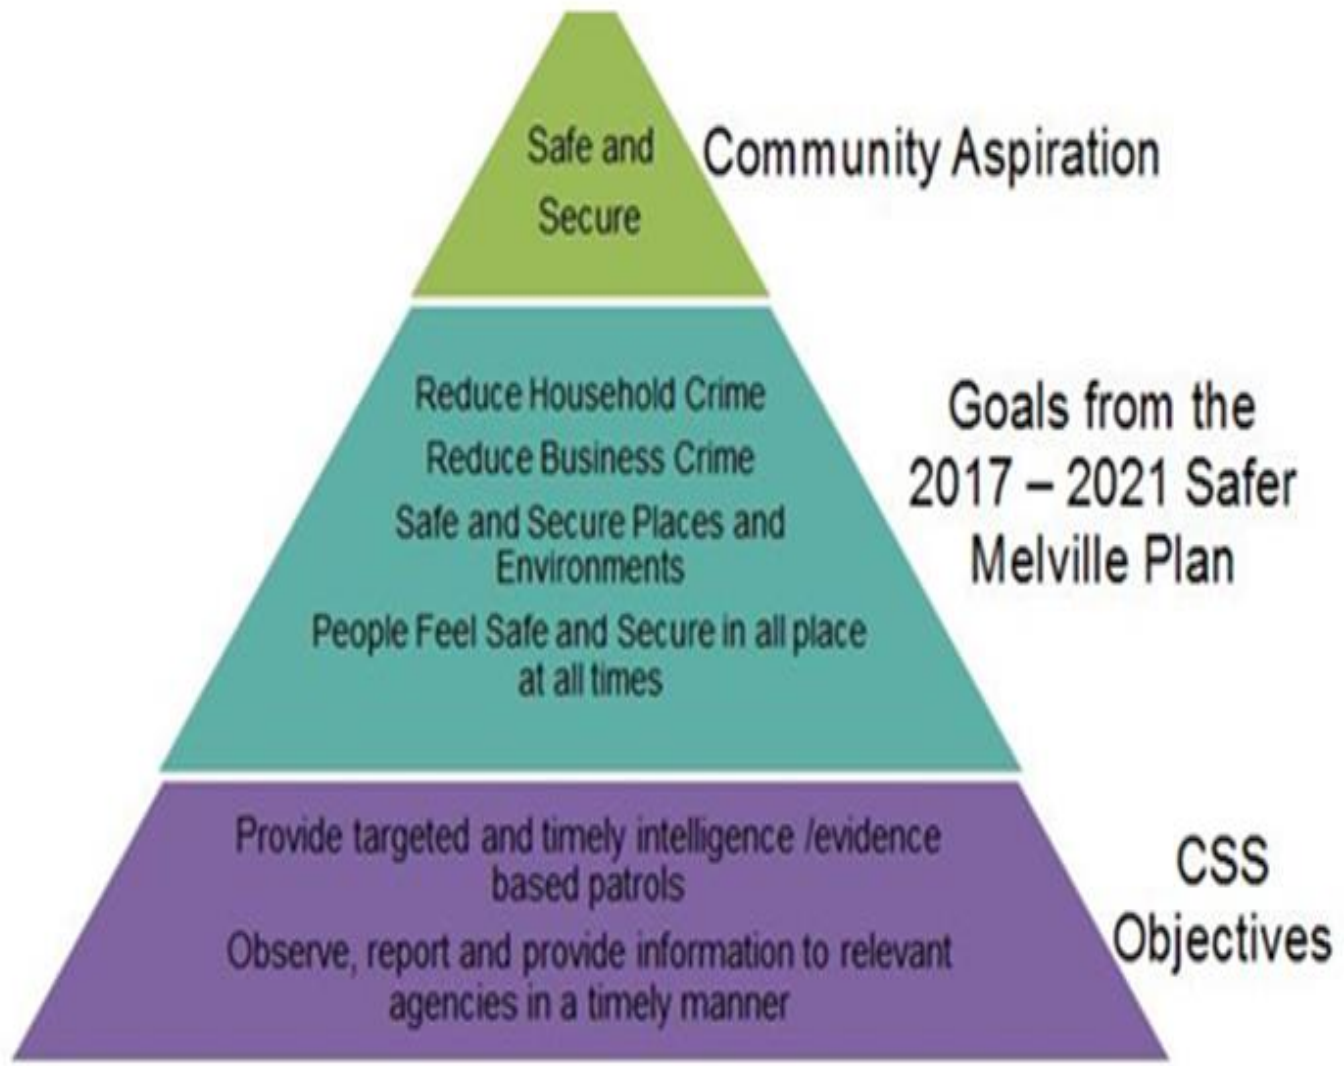 Safe and
Secure
Community Aspiration
Reduce Household Crime
Reduce Business Crime
Safe and Secure Places and
Environments
People Feel Safe and Secure in all place
at all times
Goals from the
2017 – 2021 Safer
Melville Plan
Provide targeted and timely intelligence /evidence
based patrols
Observe, report and provide information to relevant
agencies in a timely manner
CSS
Objectives